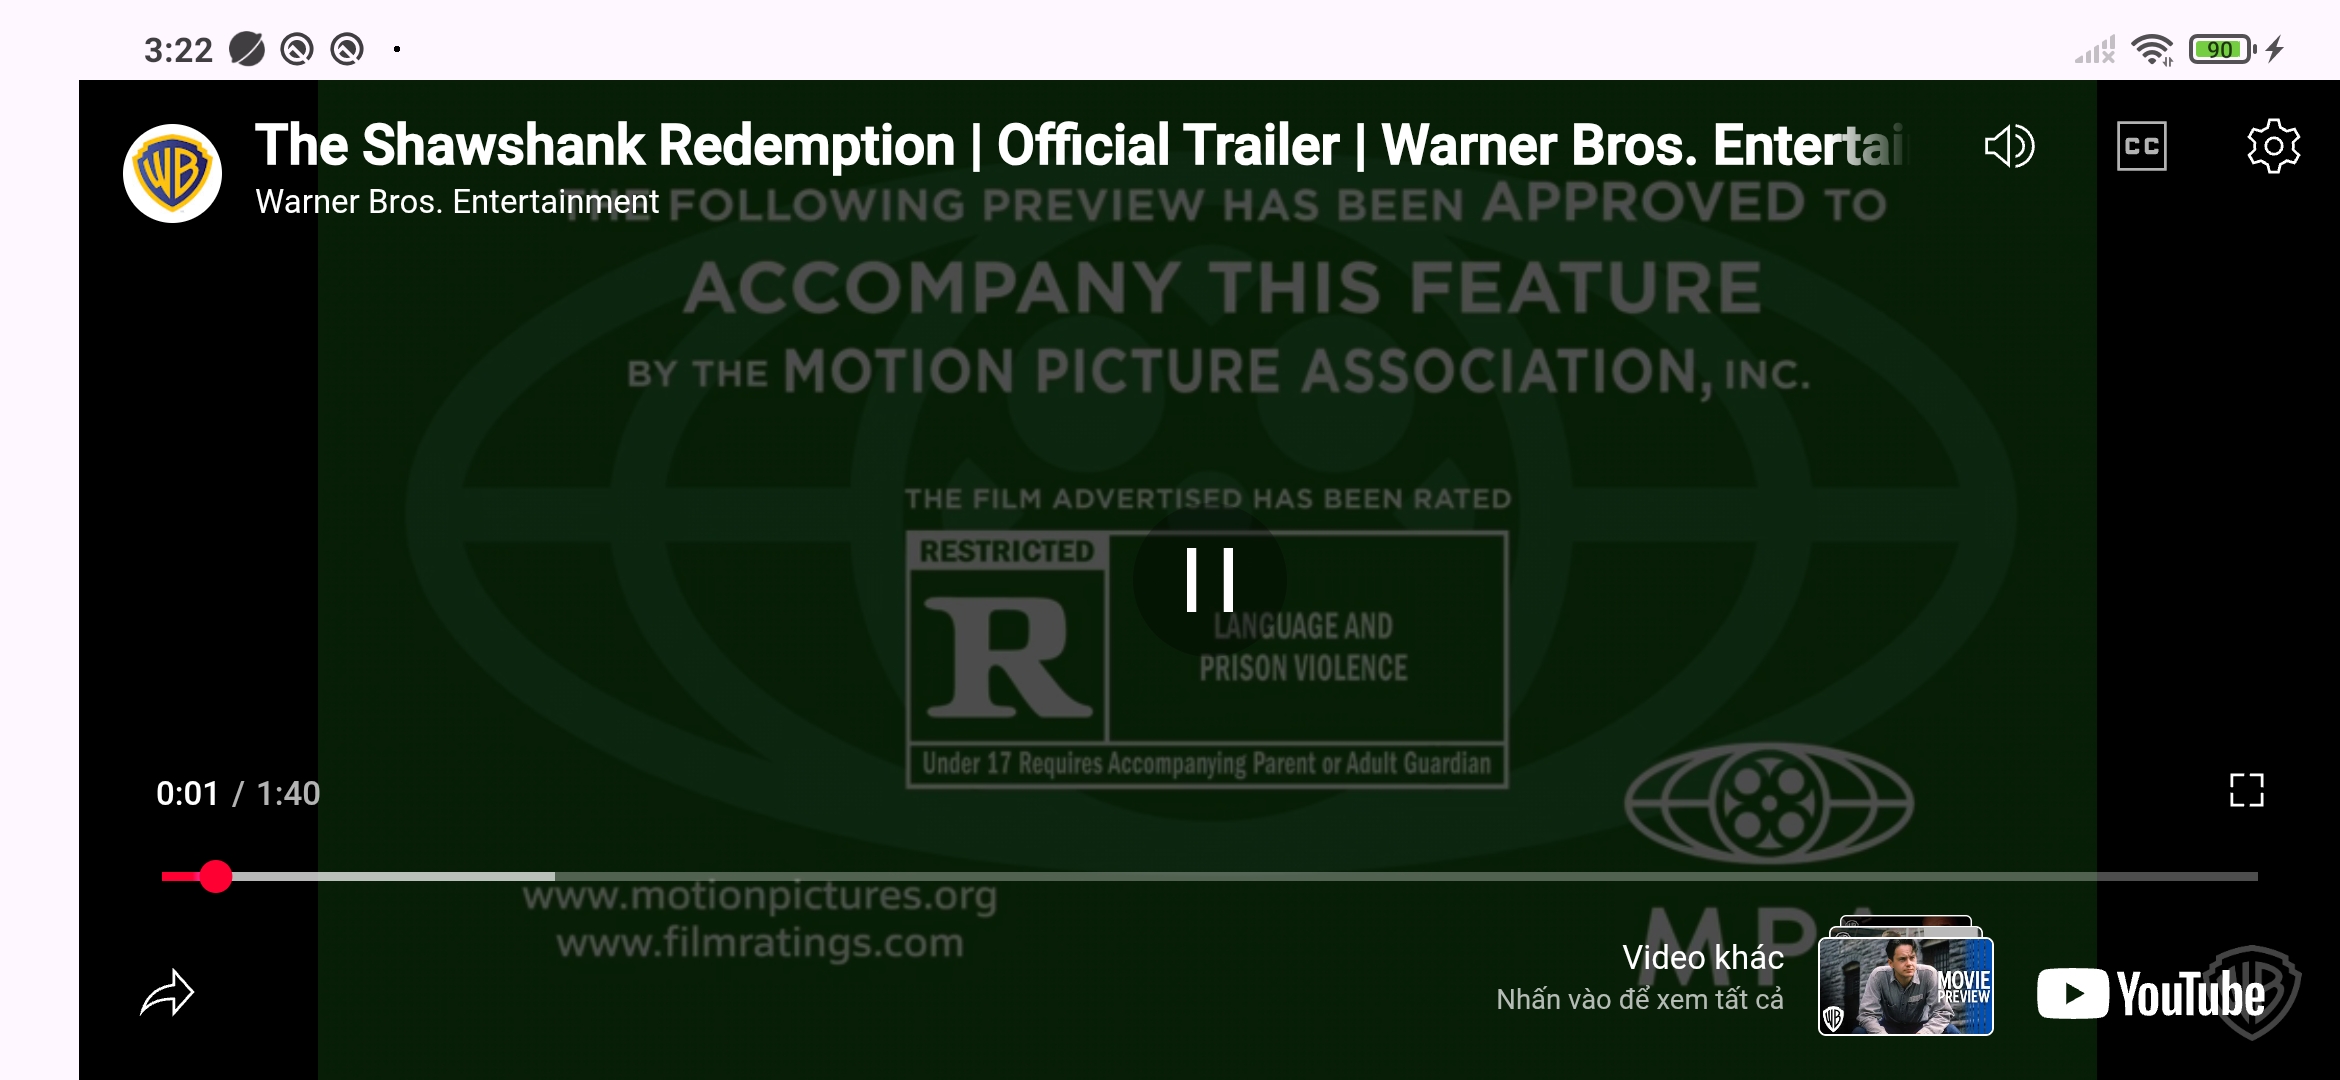 3:22
90
The Shawshank Redemption | Official Trailer | Warner Bros. Entertai
CC
Warner Bros. Entertainment
THE FOLLOWING PREVIEW HAS BEEN APPROVED TO
ACCOMPANY THIS FEATURE
BY THE MOTION PICTURE ASSOCIATION, INC.
THE FILM ADVERTISED HAS BEEN RATED
RESTRICTED
R
LANGUAGE AND
PRISON VIOLENCE
Under 17 Requires Accompanying Parent or Adult Guardian
0:01 / 1:40
www.motionpictures.org
www.filmratings.com
MPA
Video khác
Nhấn vào để xem tất cả
MOVIE
PREVIEW
YouTube